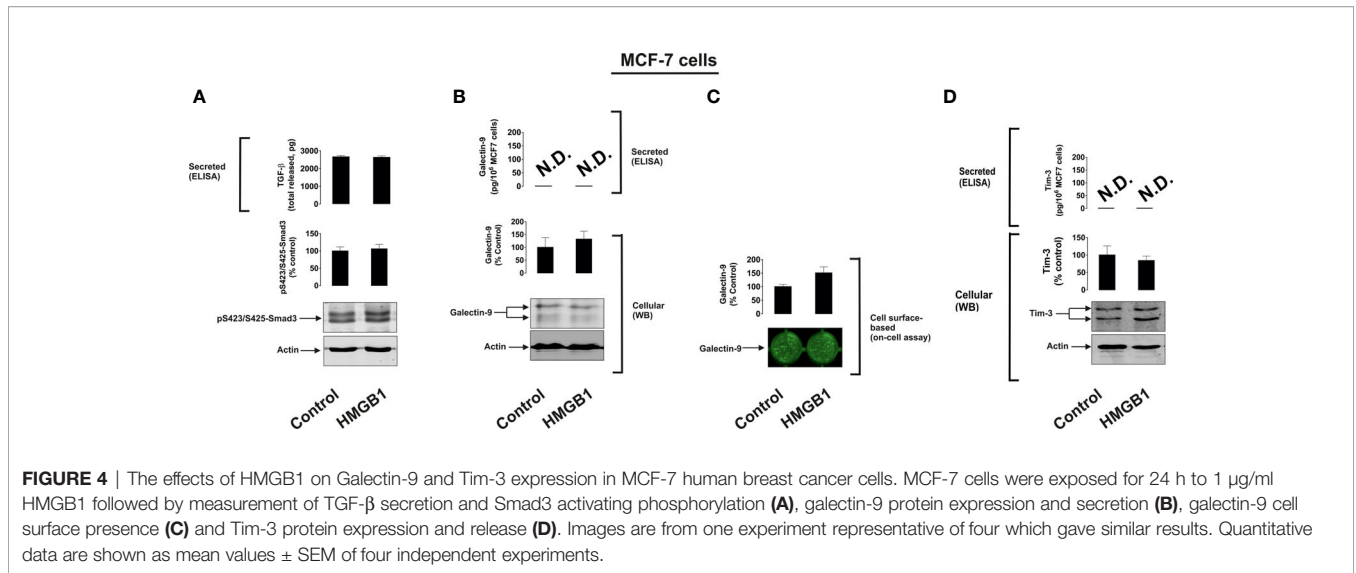 MCF-7 cells
A
Secreted
(ELISA)
TGF-β
(total released, pg)
3000
2000
1000
0
pS423/S425-Smad3
(% control)
150
100
50
0
pS423/S425-Smad3
Actin
Control
HMGB1
B
Galectin-9
(pg/10⁶ MCF7 cells)
200
150
100
50
0
N.D.
N.D.
Secreted
(ELISA)
Galectin-9
(% Control)
150
100
50
0
Galectin-9
Actin
Cellular
(WB)
Control
HMGB1
C
Galectin-9
(% Control)
200
150
100
50
0
Galectin-9
Cell surface-
based
(on-cell assay)
Control
HMGB1
D
Secreted
(ELISA)
Tim-3
(pg/10⁶ MCF7 cells)
200
150
100
50
0
N.D.
N.D.
Cellular
(WB)
Tim-3
(% control)
150
100
50
0
Tim-3
Actin
Control
HMGB1
FIGURE 4 | The effects of HMGB1 on Galectin-9 and Tim-3 expression in MCF-7 human breast cancer cells. MCF-7 cells were exposed for 24 h to 1 µg/ml
HMGB1 followed by measurement of TGF-β secretion and Smad3 activating phosphorylation (A), galectin-9 protein expression and secretion (B), galectin-9 cell
surface presence (C) and Tim-3 protein expression and release (D). Images are from one experiment representative of four which gave similar results. Quantitative
data are shown as mean values ± SEM of four independent experiments.